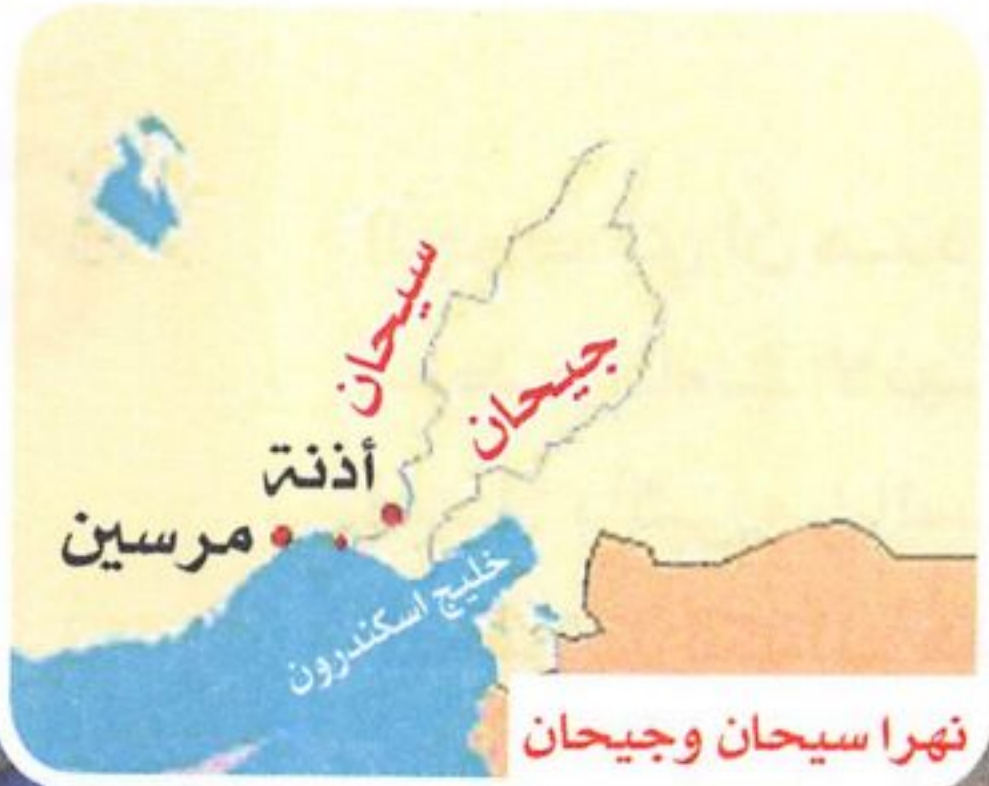 سيحان
جيحان
أذنة
مرسين
خليج اسكندرون
نهرا سيحان وجيحان